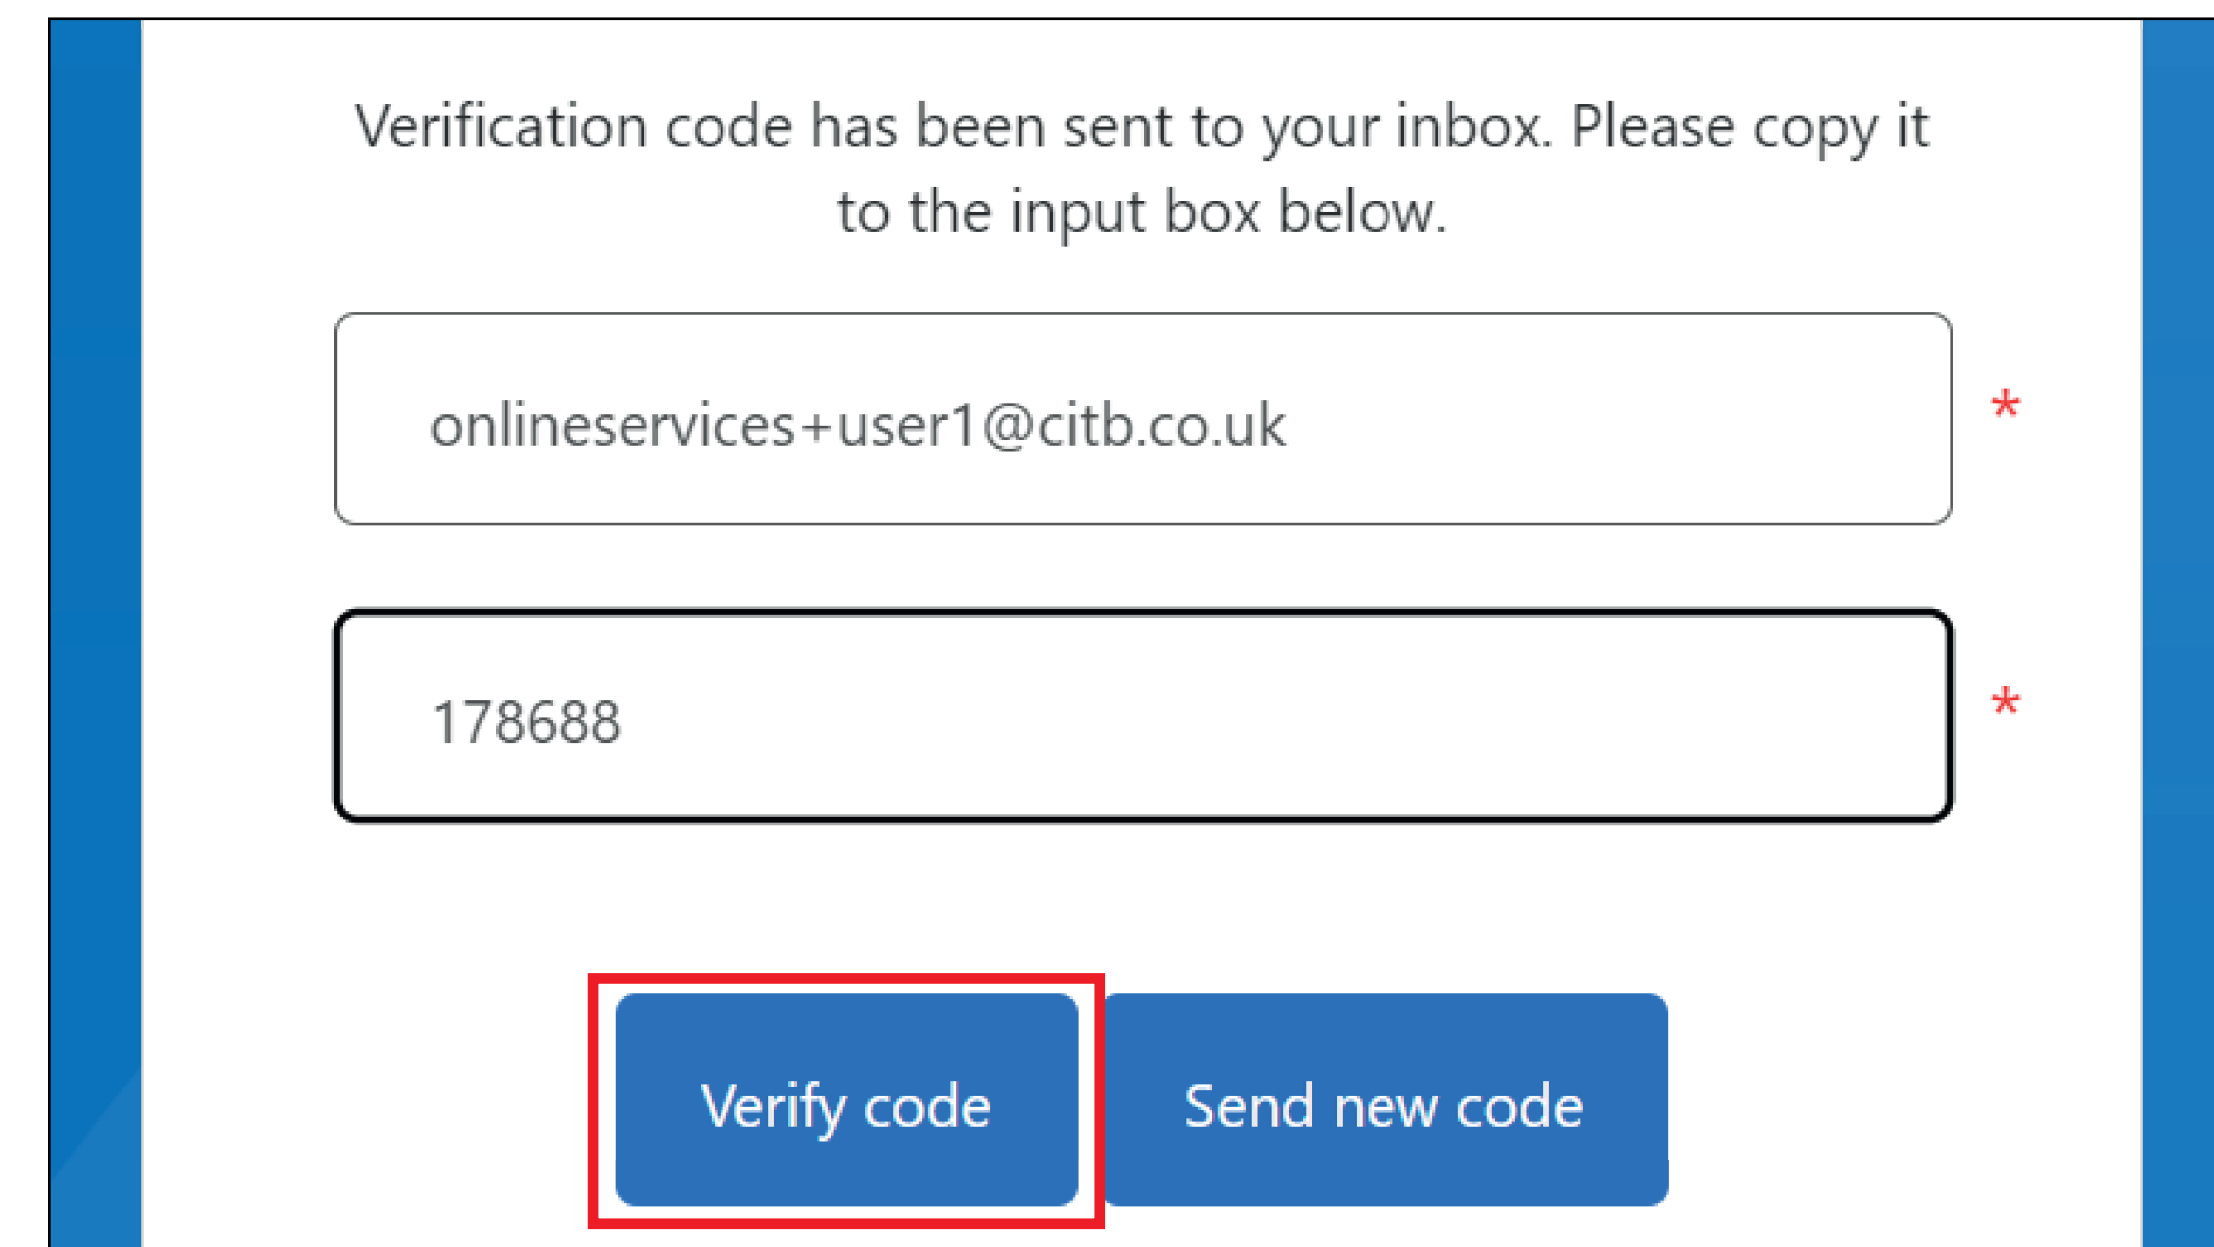 Verification code has been sent to your inbox. Please copy it
to the input box below.
onlineservices+user1@citb.co.uk
*
178688
*
Verify code
Send new code